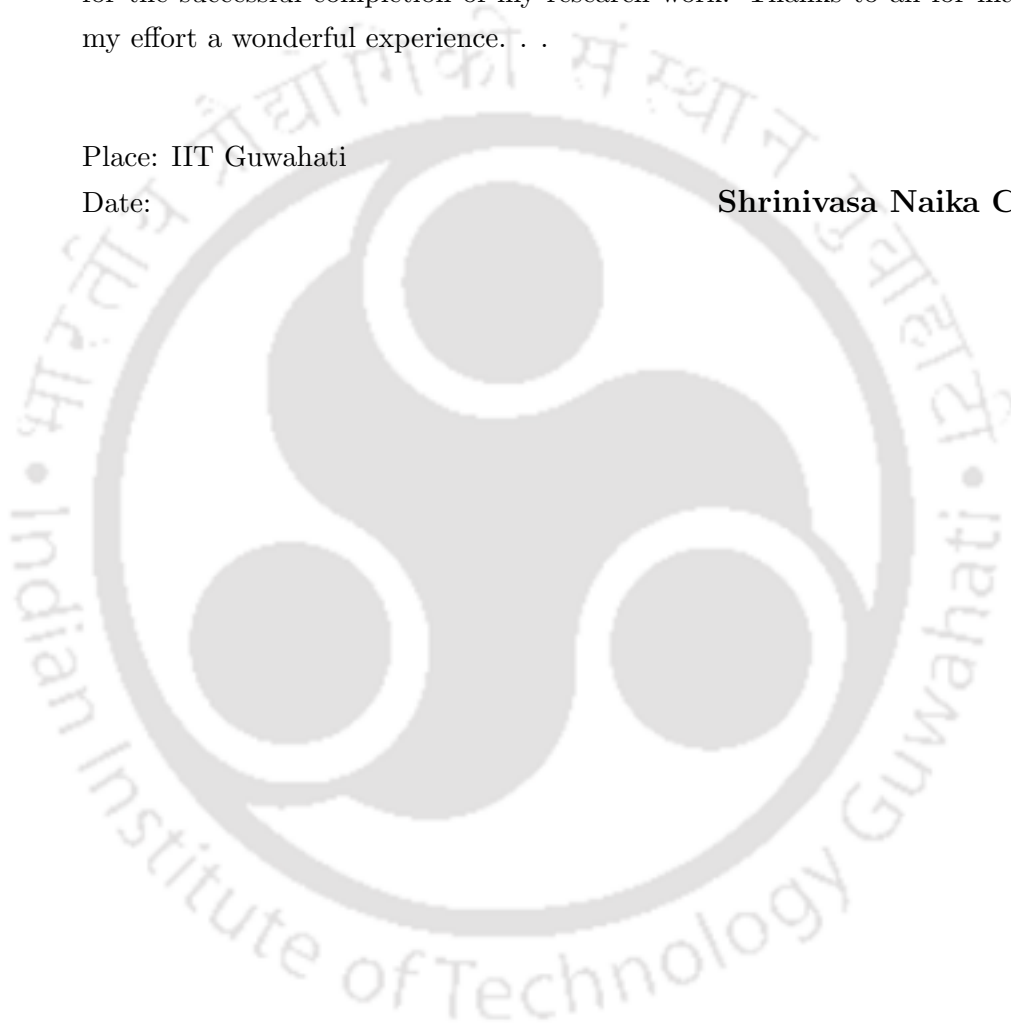 for the successful completion of my research work. Thanks to all for
my effort a wonderful experience. . .
Place: IIT Guwahati
Date:
Shrinivasa Naika C
भारतीय प्रौद्योगिकी संस्थान गुवाहाटी
• Indian Institute of Technology Guwahati •